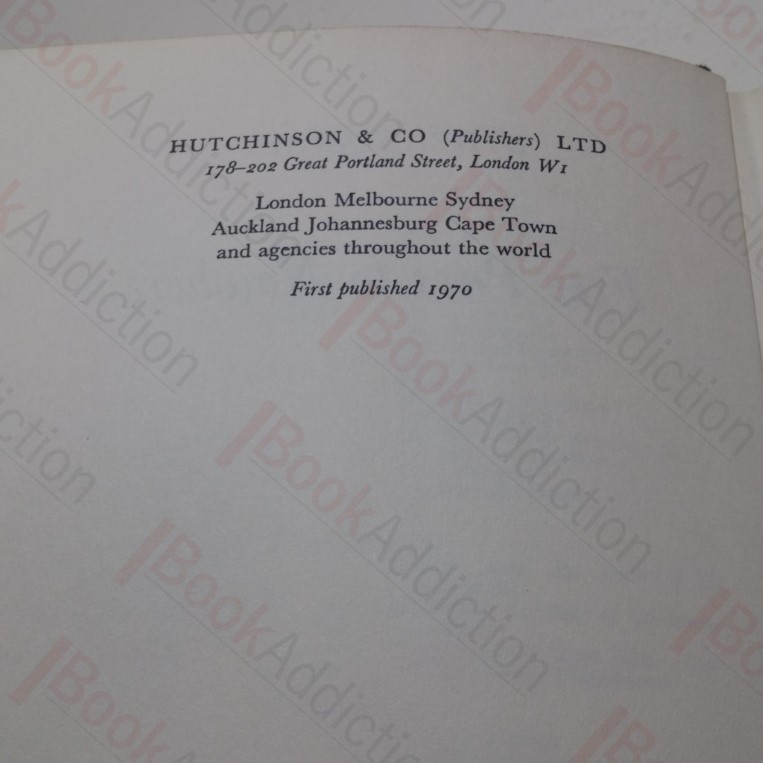 HUTCHINSON & CO (Publishers) LTD
178–202 Great Portland Street, London W1
London Melbourne Sydney
Auckland Johannesburg Cape Town
and agencies throughout the world
First published 1970
BookAddiction